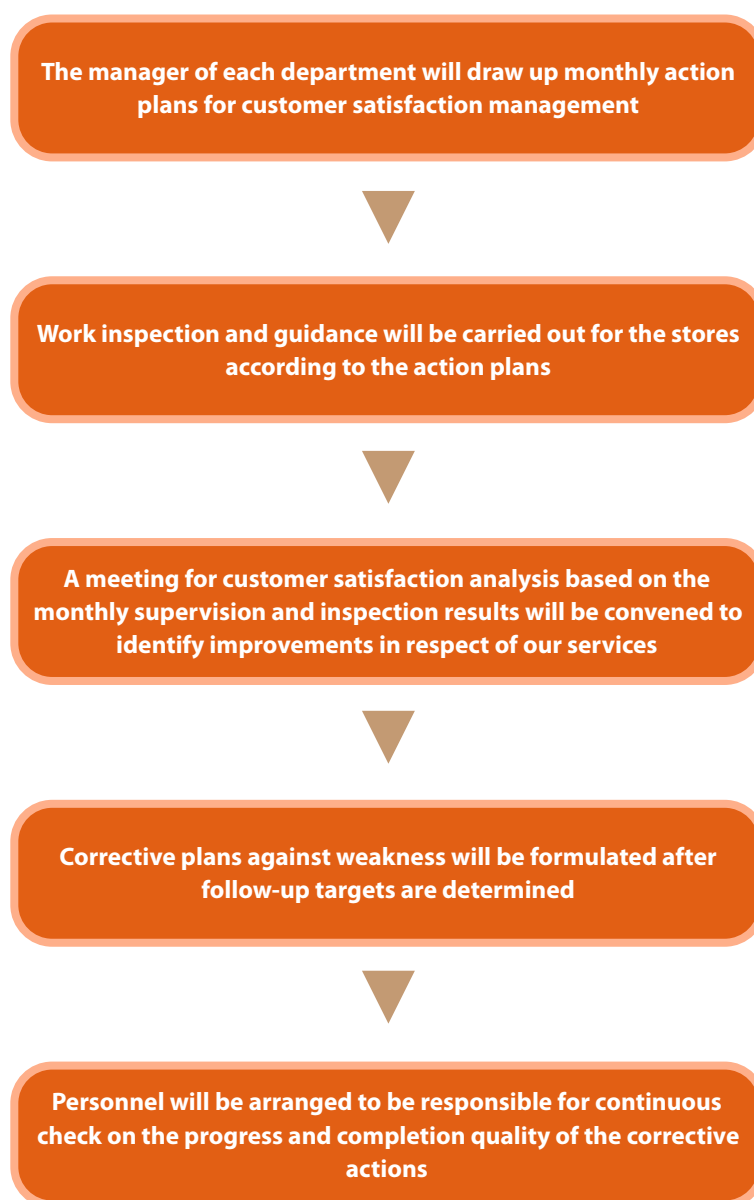 The manager of each department will draw up monthly action
plans for customer satisfaction management
Work inspection and guidance will be carried out for the stores
according to the action plans
A meeting for customer satisfaction analysis based on the
monthly supervision and inspection results will be convened to
identify improvements in respect of our services
Corrective plans against weakness will be formulated after
follow-up targets are determined
Personnel will be arranged to be responsible for continuous
check on the progress and completion quality of the corrective
actions